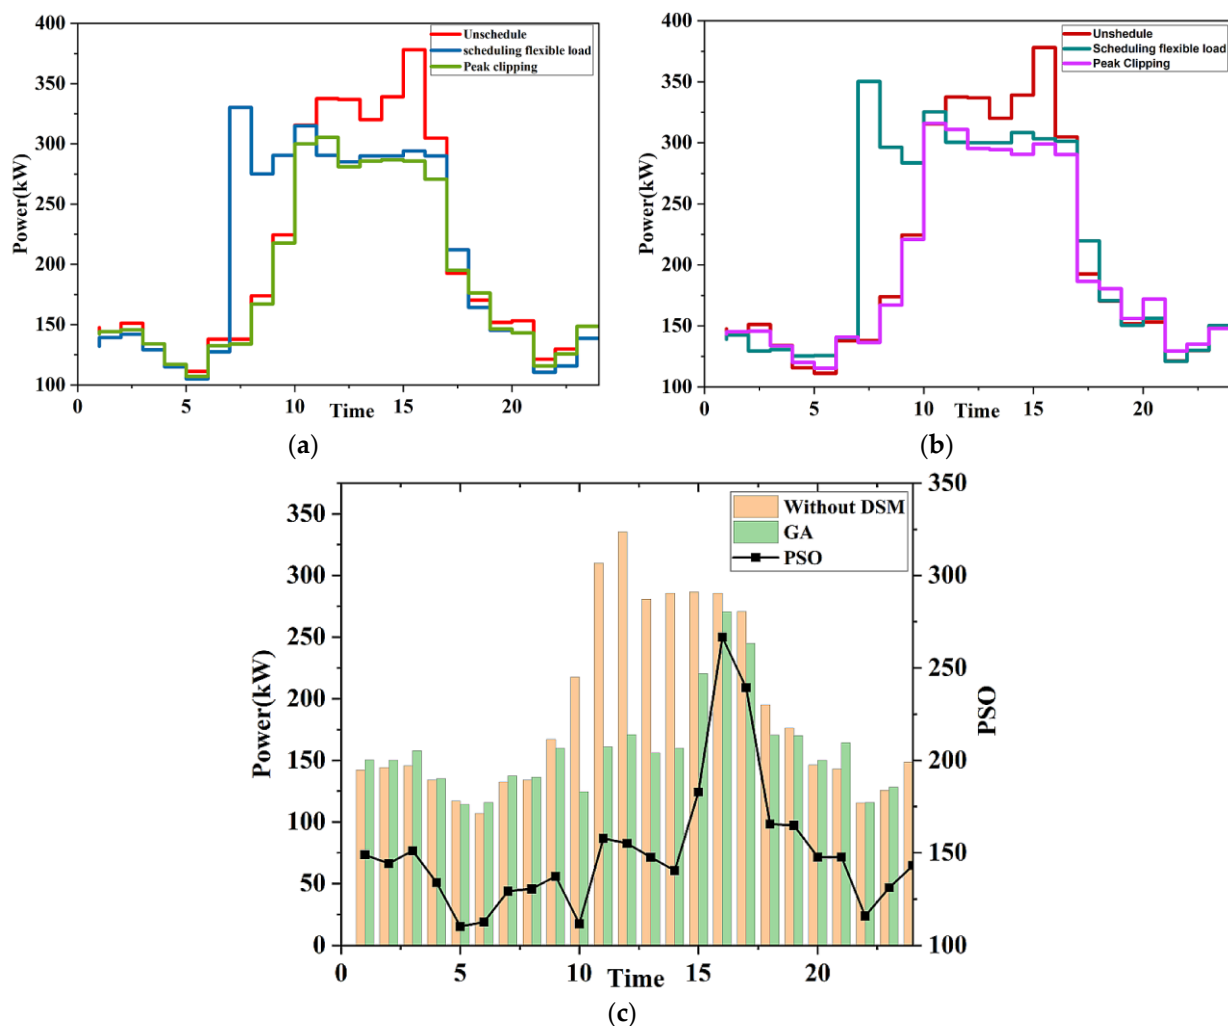 400
350
300
250
200
150
100
Power(kW)
0
5
10
15
20
Time
Unschedule
scheduling flexible load
Peak clipping
(a)
400
350
300
250
200
150
100
Power(kW)
0
5
10
15
20
Time
Unshedule
Scheduling flexible load
Peak Clipping
(b)
350
300
250
200
150
100
50
0
Power(kW)
Without DSM
GA
PSO
350
300
250
200
150
100
PSO
0
5
10
15
20
Time
(c)